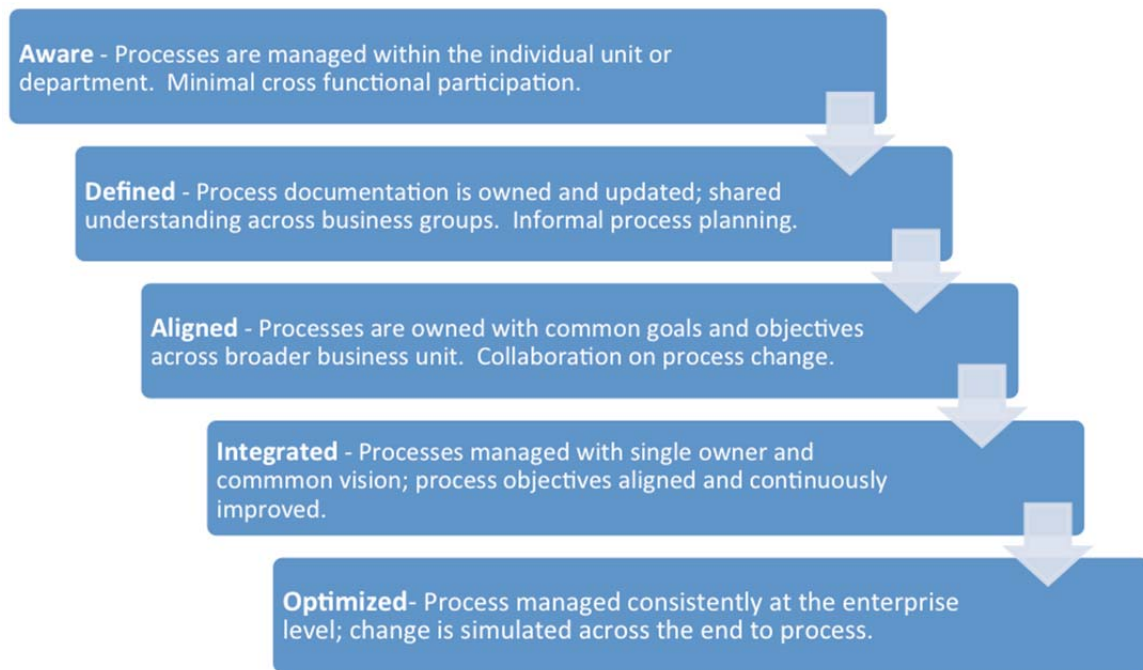 Aware - Processes are managed within the individual unit or
department.  Minimal cross functional participation.
Defined - Process documentation is owned and updated; shared
understanding across business groups.  Informal process planning.
Aligned - Processes are owned with common goals and objectives
across broader business unit.  Collaboration on process change.
Integrated - Processes managed with single owner and
commmon vision; process objectives aligned and continuously
improved.
Optimized- Process managed consistently at the enterprise
level; change is simulated across the end to process.